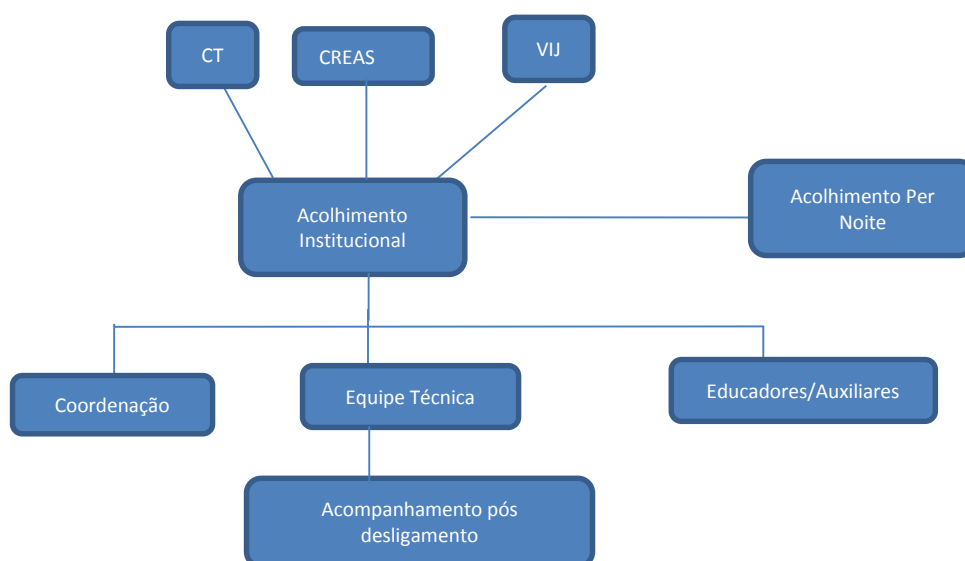 CT
CREAS
VIJ
Acolhimento
Institucional
Acolhimento Per
Noite
Coordenação
Equipe Técnica
Educadores/Auxiliares
Acompanhamento pós
desligamento